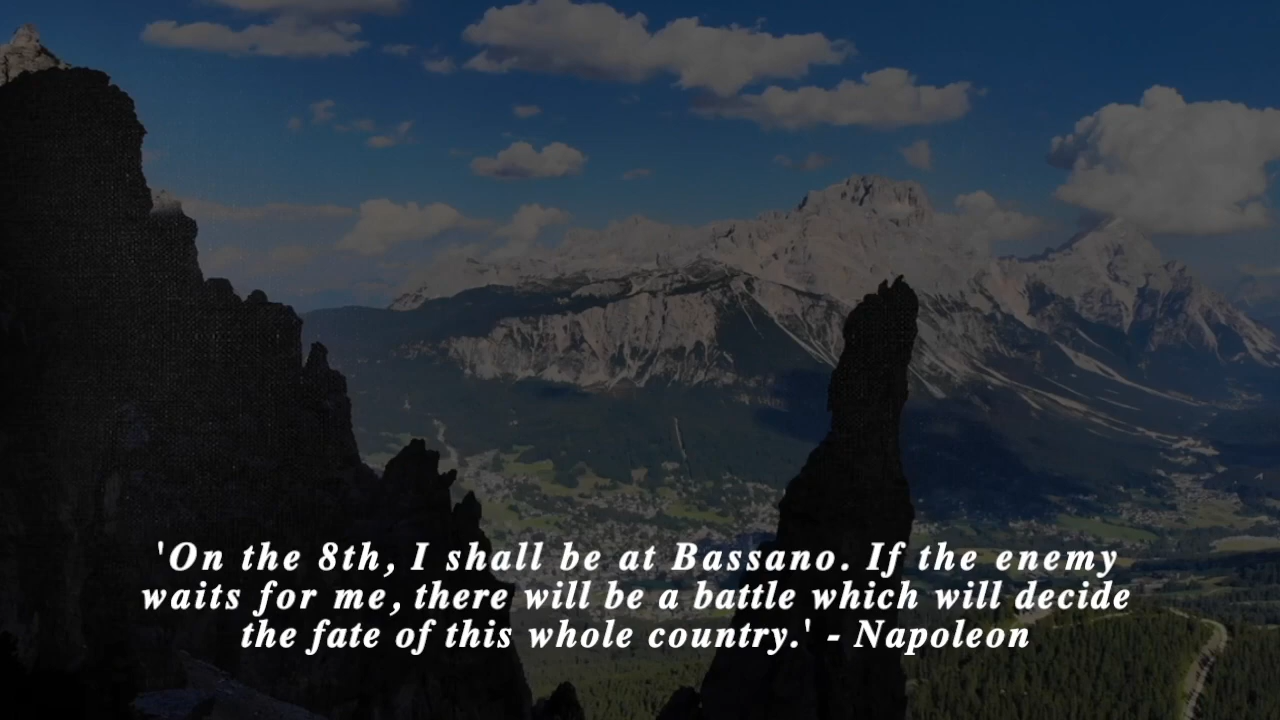 'On the 8th, I shall be at Bassano. If the enemy
waits for me, there will be a battle which will decide
the fate of this whole country.' - Napoleon